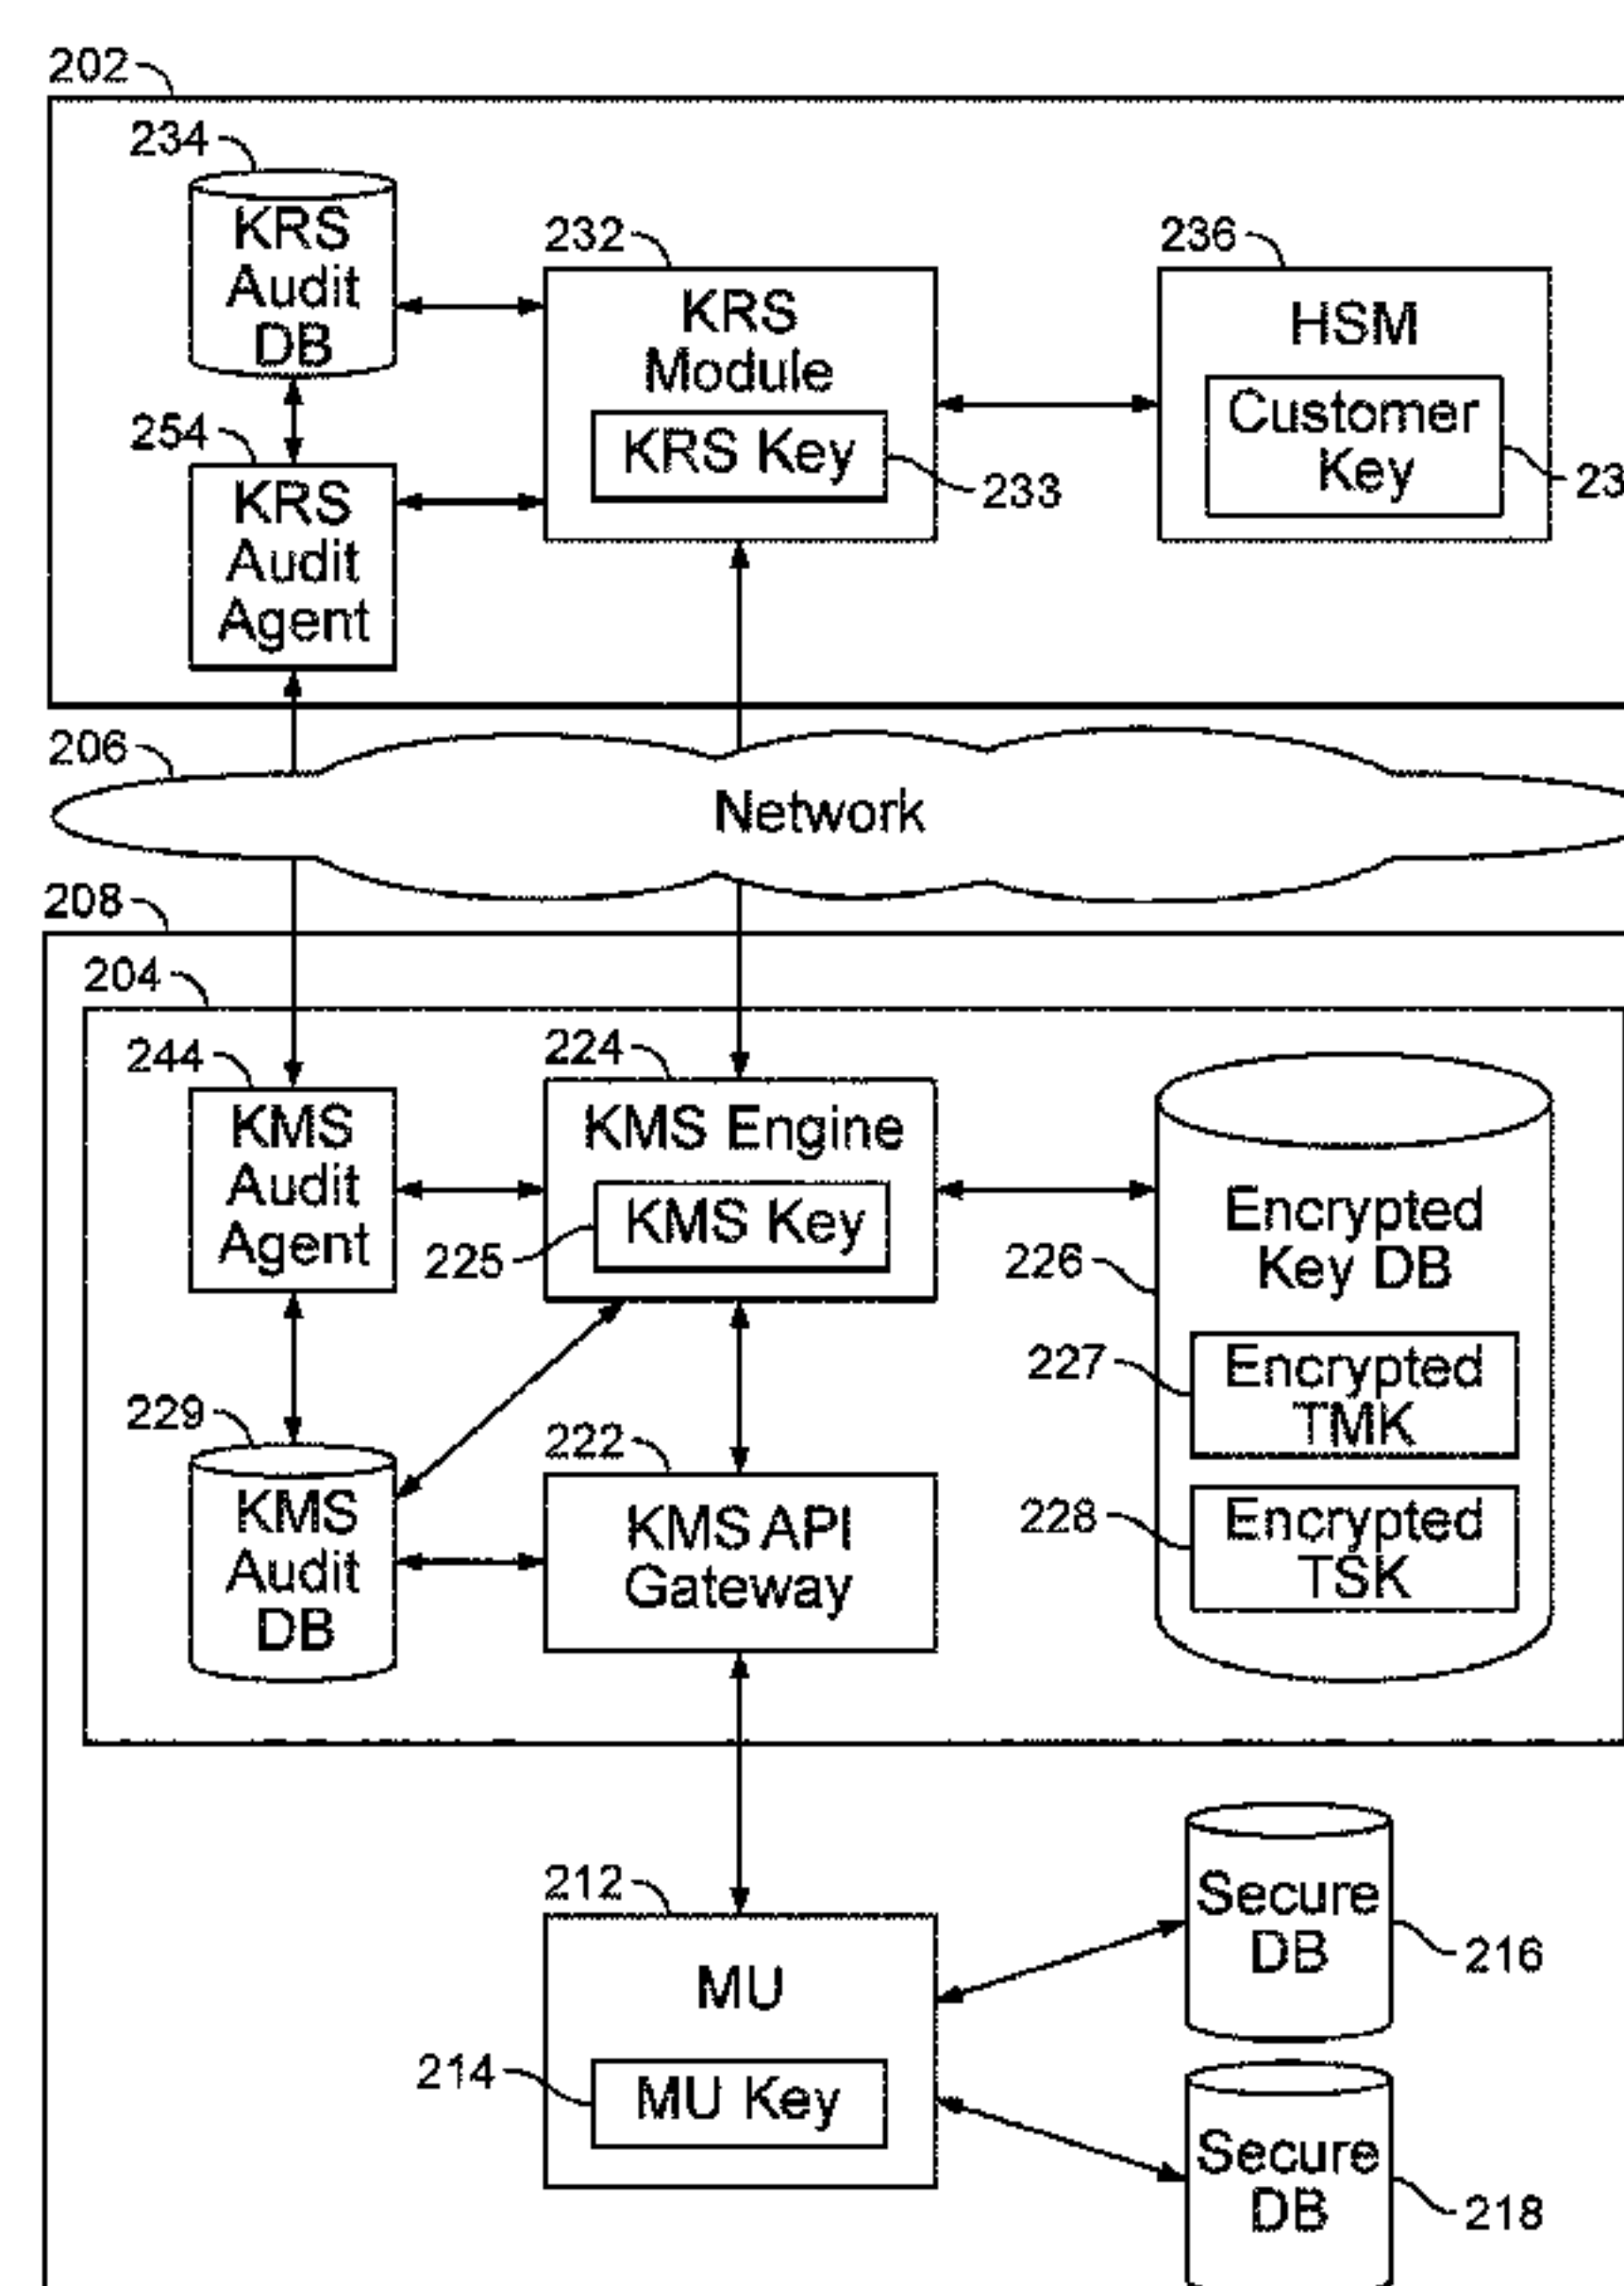 202
234
KRS
Audit
DB
232
KRS
Module
KRS Key
233
236
HSM
Customer
Key
23
254
KRS
Audit
Agent
206
Network
208
204
244
KMS
Audit
Agent
224
KMS Engine
KMS Key
225
226
Encrypted
Key DB
227
Encrypted
TMK
228
Encrypted
TSK
229
KMS
Audit
DB
222
KMS API
Gateway
212
MU
214
MU Key
Secure
DB
216
Secure
DB
218